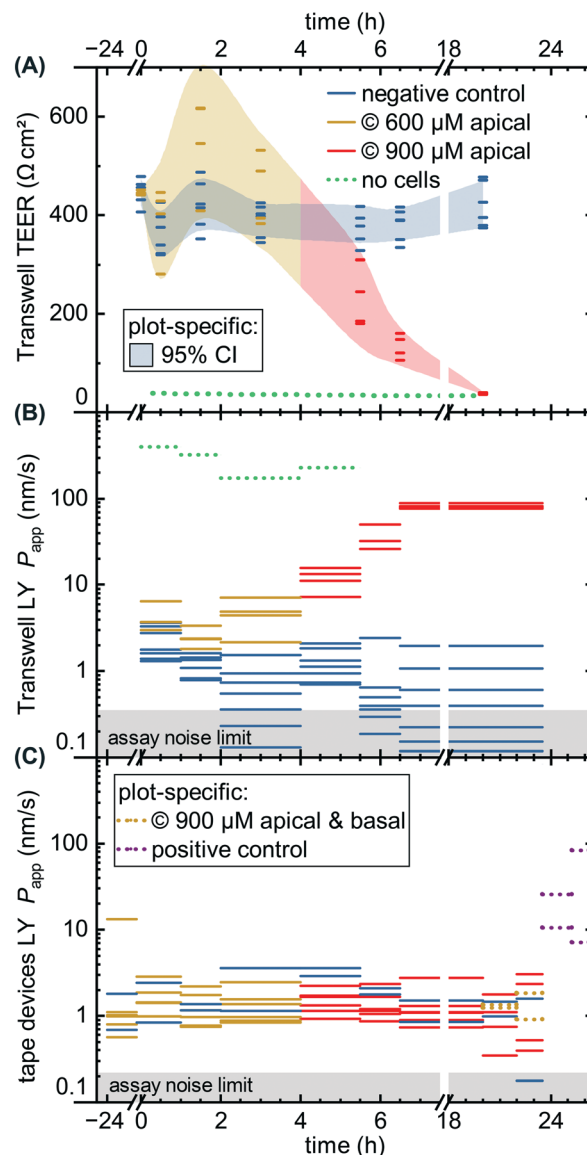 time (h)
−24 0 2 4 6 18 24
(A)
Transwell TEER (Ω cm²)
600
400
200
0
negative control
© 600 µM apical
© 900 µM apical
no cells
plot-specific:
95% CI
(B)
Transwell LY Papp (nm/s)
100
10
1
0.1
assay noise limit
(C)
tape devices LY Papp (nm/s)
plot-specific:
© 900 µM apical & basal
positive control
100
10
1
0.1
assay noise limit
−24 0 2 4 6 18 24
time (h)